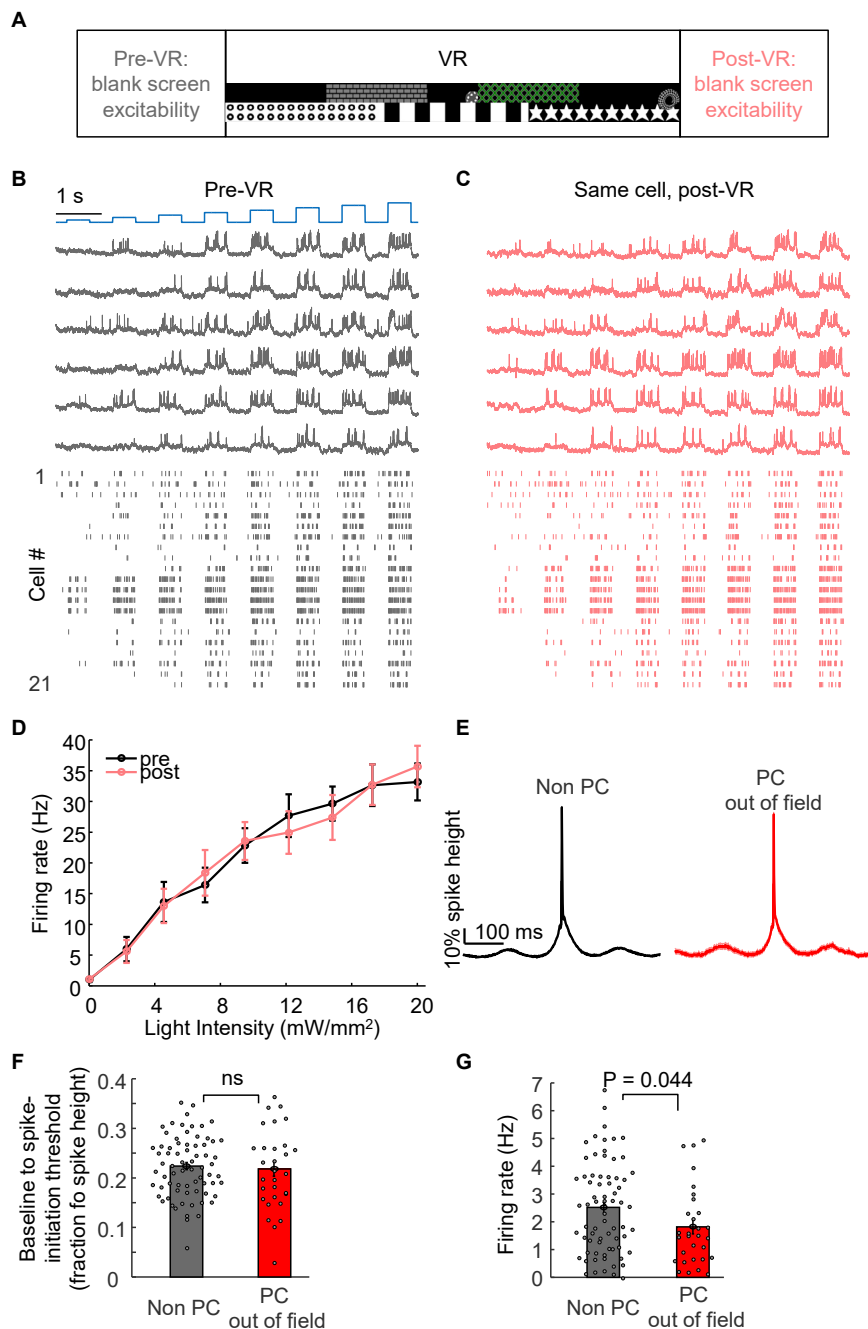 A
Pre-VR:
blank screen
excitability
VR
Post-VR:
blank screen
excitability
B
1 s
Pre-VR
C
Same cell, post-VR
1
Cell #
21
D
40
35
30
25
20
15
10
5
0
Firing rate (Hz)
pre
post
0 4 8 12 16 20
Light Intensity (mW/mm²)
E
Non PC
PC
out of field
10% spike height
100 ms
F
Baseline to spike-
initiation threshold
(fraction fo spike height)
0.4
0.3
0.2
0.1
0
ns
Non PC
PC
out of field
G
P = 0.044
Firing rate (Hz)
7
6
5
4
3
2
1
0
Non PC
PC
out of field